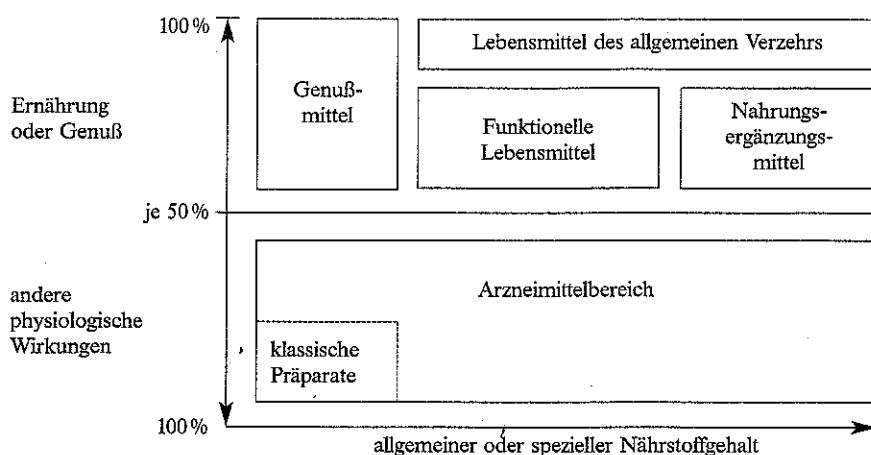 100%
Lebensmittel des allgemeinen Verzehrs
Genuß-
mittel
Ernährung
oder Genuß
Funktionelle
Lebensmittel
Nahrungs-
ergänzungs-
mittel
je 50%
andere
physiologische
Wirkungen
Arzneimittelbereich
klassische
Präparate
100%
allgemeiner oder spezieller Nährstoffgehalt